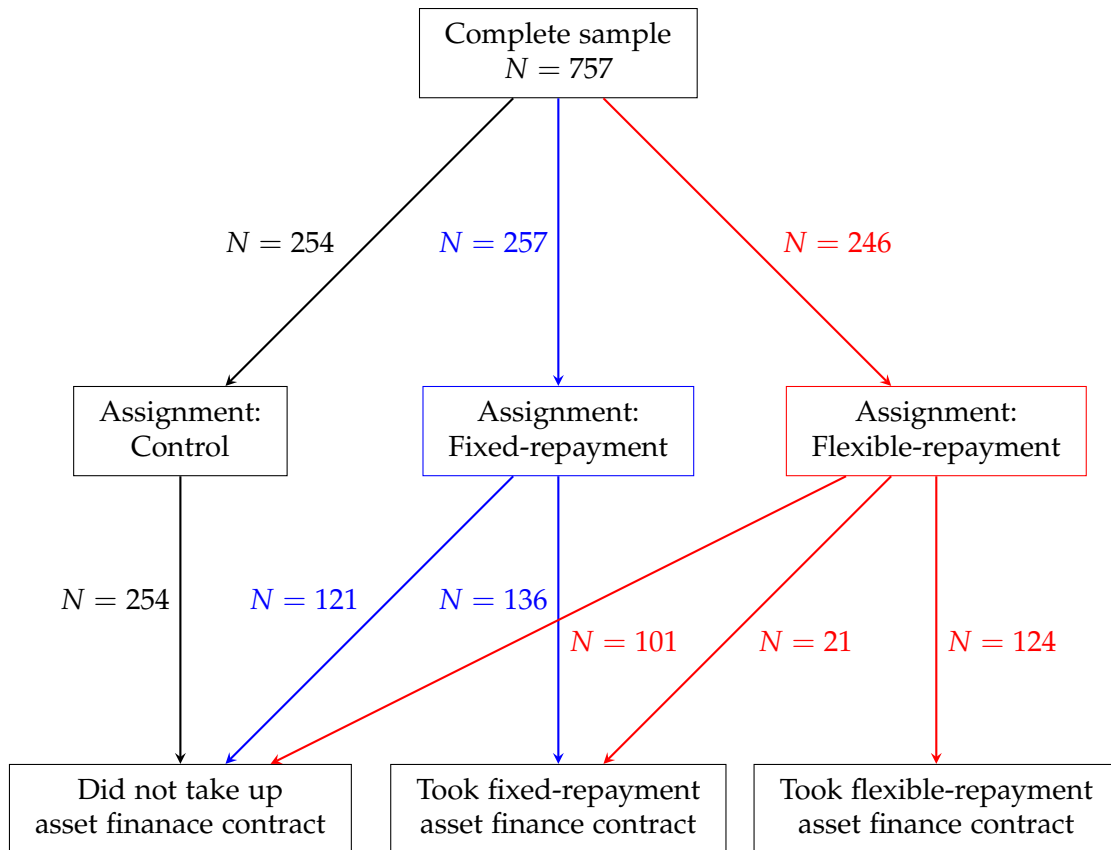 Complete sample
N = 757
N = 254
N = 257
N = 246
Assignment:
Control
Assignment:
Fixed-repayment
Assignment:
Flexible-repayment
N = 254
N = 121
N = 136
N = 101
N = 21
N = 124
Did not take up
asset finanace contract
Took fixed-repayment
asset finance contract
Took flexible-repayment
asset finance contract